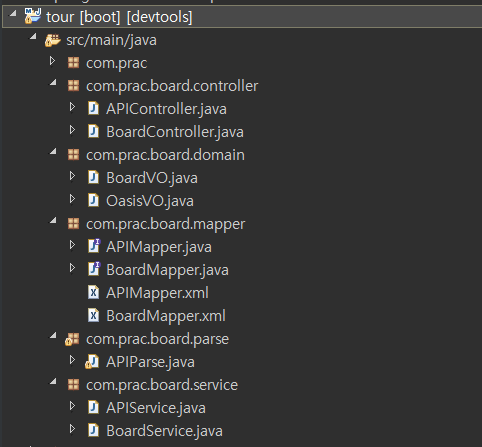 tour [boot] [devtools]
src/main/java
com.prac
com.prac.board.controller
APIController.java
BoardController.java
com.prac.board.domain
BoardVO.java
OasisVO.java
com.prac.board.mapper
APIMapper.java
BoardMapper.java
APIMapper.xml
BoardMapper.xml
com.prac.board.parse
APIParse.java
com.prac.board.service
APIService.java
BoardService.java